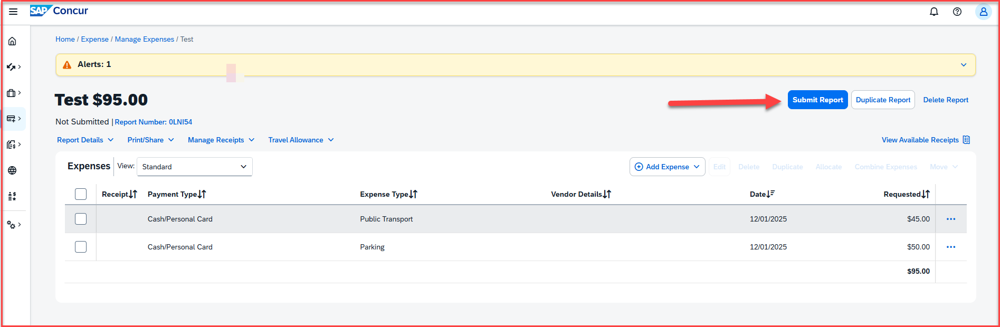 SAP Concur
Home / Expense / Manage Expenses / Test
Alerts: 1
Test $95.00
Submit Report
Duplicate Report
Delete Report
Not Submitted | Report Number: 0LNI54
Report Details
Print/Share
Manage Receipts
Travel Allowance
View Available Receipts
Expenses View: Standard
Add Expense
Edit
Delete
Duplicate
Allocate
Combine Expenses
Move
Receipt Payment Type Expense Type Vendor Details Date Requested
Cash/Personal Card Public Transport 12/01/2025 $45.00
Cash/Personal Card Parking 12/01/2025 $50.00
$95.00